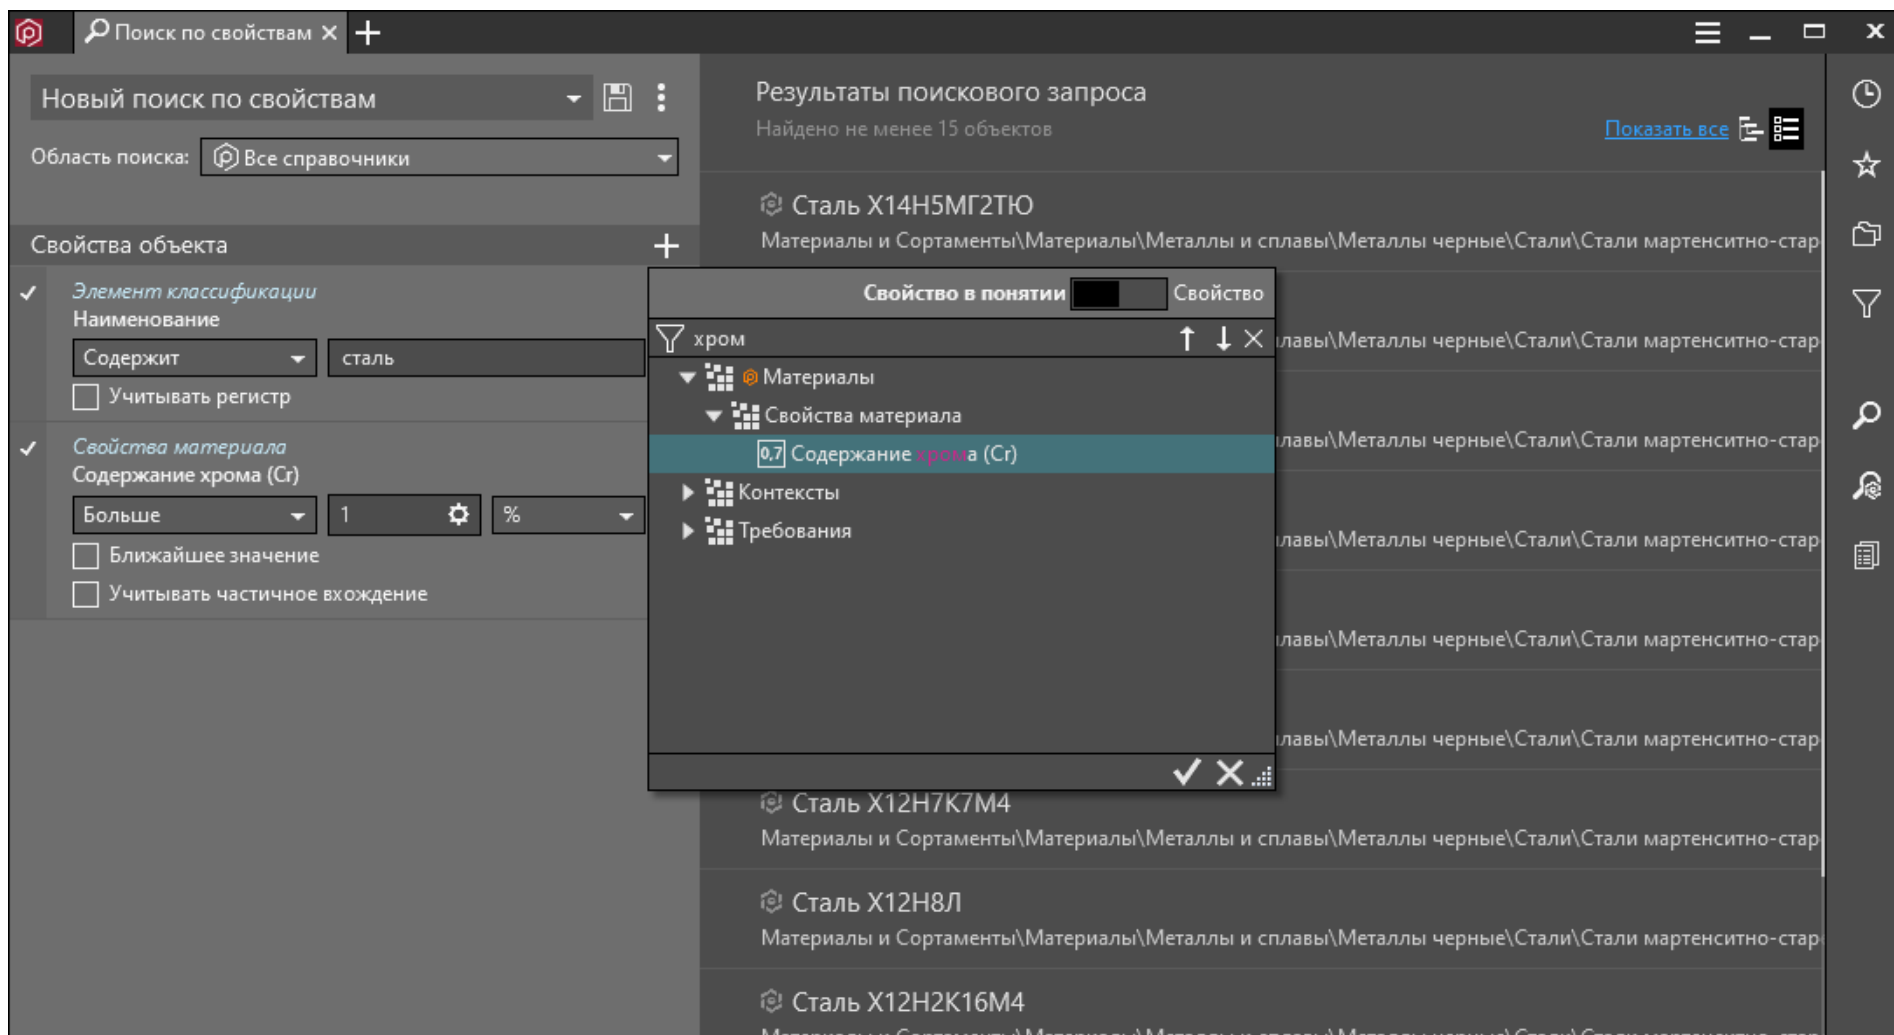 Поиск по свойствам
Новый поиск по свойствам
Область поиска: Все справочники
Свойства объекта
Элемент классификации
Наименование
Содержит сталь
Учитывать регистр
Свойства материала
Содержание хрома (Cr)
Больше 1 %
Ближайшее значение
Учитывать частичное вхождение
Результаты поискового запроса
Найдено не менее 15 объектов
Показать все
Сталь Х14Н5МГ2ТЮ
Материалы и Сортаменты\Материалы\Металлы и сплавы\Металлы черные\Стали\Стали мартенситно-стар
Свойство в понятии Свойство
хром
Материалы
Свойства материала
0,7 Содержание хрома (Cr)
Контексты
Требования
лавы\Металлы черные\Стали\Стали мартенситно-стар
лавы\Металлы черные\Стали\Стали мартенситно-стар
лавы\Металлы черные\Стали\Стали мартенситно-стар
лавы\Металлы черные\Стали\Стали мартенситно-стар
лавы\Металлы черные\Стали\Стали мартенситно-стар
Сталь Х12Н7К7М4
Материалы и Сортаменты\Материалы\Металлы и сплавы\Металлы черные\Стали\Стали мартенситно-стар
Сталь Х12Н8Л
Материалы и Сортаменты\Материалы\Металлы и сплавы\Металлы черные\Стали\Стали мартенситно-стар
Сталь Х12Н2К16М4